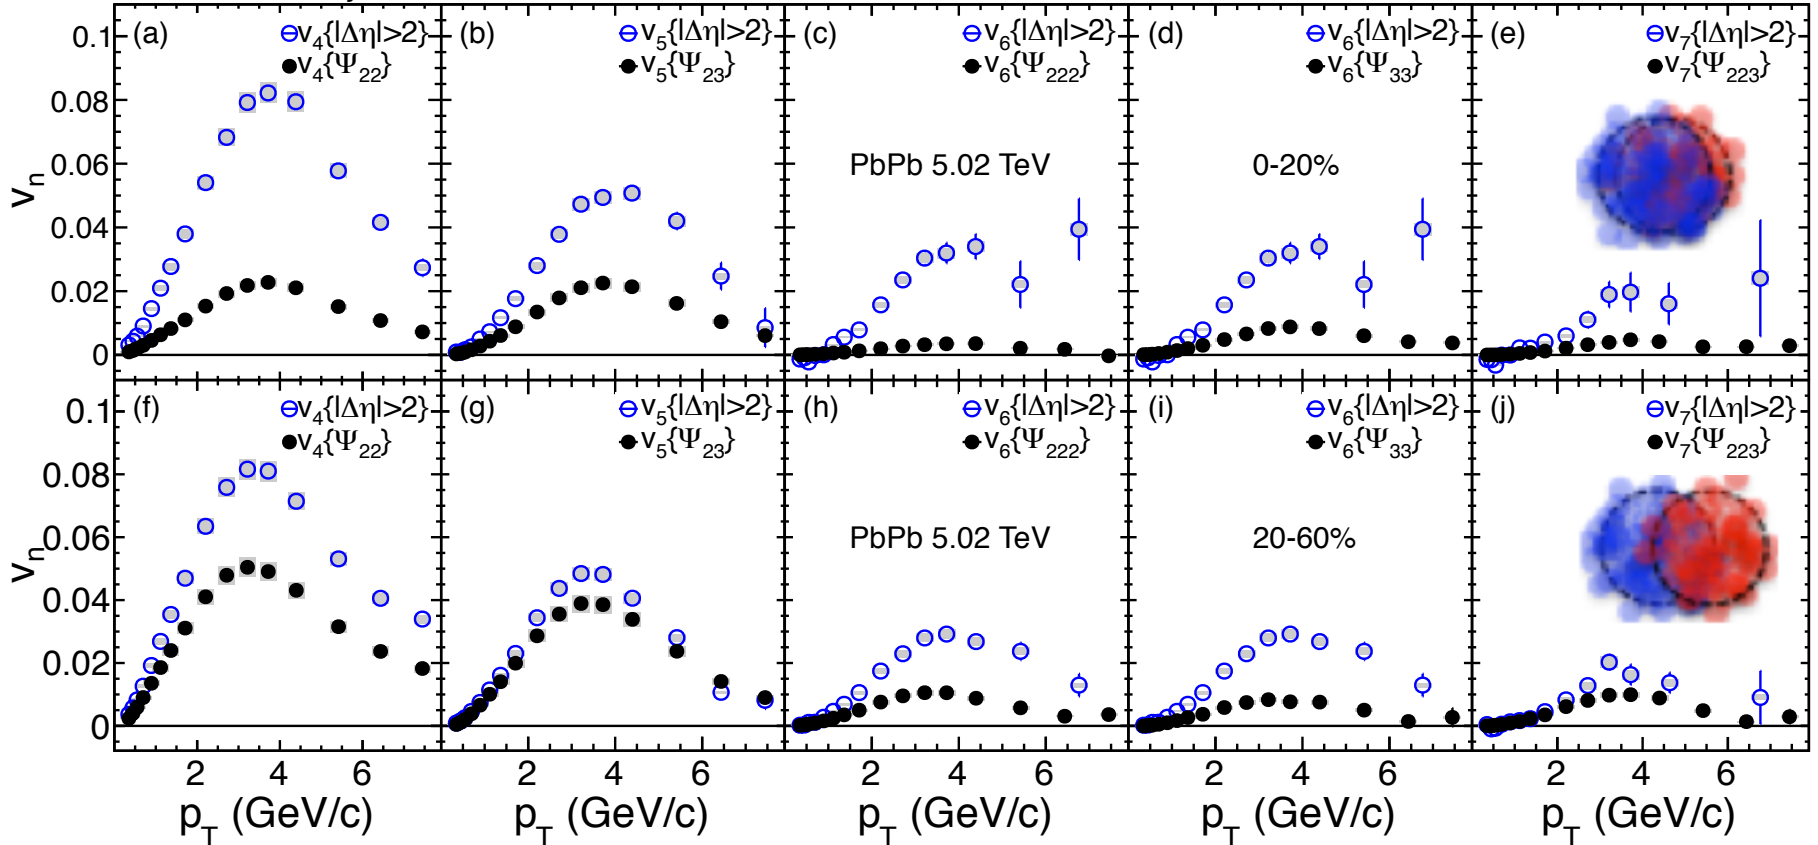 (a) v₄{|Δη|>2}
v₄{Ψ₂₂}
(b) v₅{|Δη|>2}
v₅{Ψ₂₃}
(c) v₆{|Δη|>2}
v₆{Ψ₂₂₂}
PbPb 5.02 TeV
(d) v₆{|Δη|>2}
v₆{Ψ₃₃}
0-20%
(e) v₇{|Δη|>2}
v₇{Ψ₂₂₃}
vₙ
0.1
0.08
0.06
0.04
0.02
0
(f) v₄{|Δη|>2}
v₄{Ψ₂₂}
(g) v₅{|Δη|>2}
v₅{Ψ₂₃}
(h) v₆{|Δη|>2}
v₆{Ψ₂₂₂}
PbPb 5.02 TeV
(i) v₆{|Δη|>2}
v₆{Ψ₃₃}
20-60%
(j) v₇{|Δη|>2}
v₇{Ψ₂₂₃}
vₙ
0.1
0.08
0.06
0.04
0.02
0
2 4 6 2 4 6 2 4 6 2 4 6 2 4 6
p_T (GeV/c) p_T (GeV/c) p_T (GeV/c) p_T (GeV/c) p_T (GeV/c)